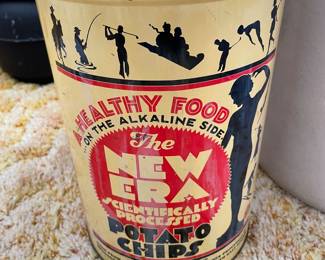 A HEALTHY FOOD
ON THE ALKALINE SIDE
The
NEW
ERA
SCIENTIFICALLY
PROCESSED
POTATO
CHIPS